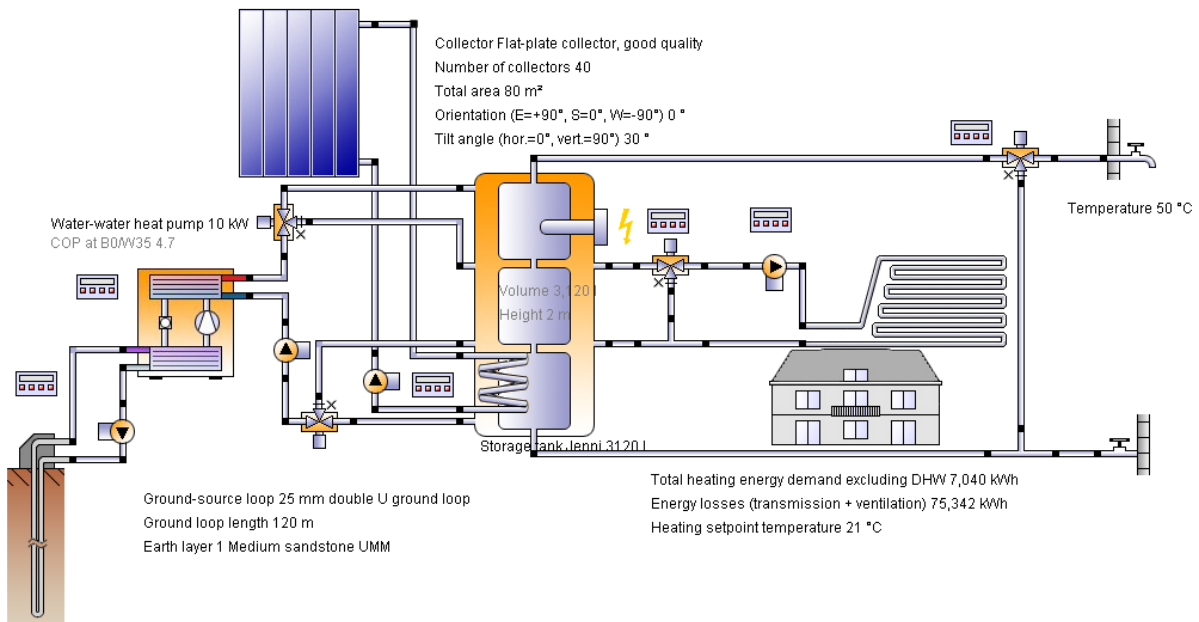 Collector Flat-plate collector, good quality
Number of collectors 40
Total area 80 m²
Orientation (E=+90°, S=0°, W=-90°) 0 °
Tilt angle (hor.=0°, vert.=90°) 30 °
Temperature 50 °C
Water-water heat pump 10 kW
COP at B0/W35 4.7
Volume 3,120 l
Height 2 m
Storage tank Jenni 3120 l
Total heating energy demand excluding DHW 7,040 kWh
Energy losses (transmission + ventilation) 75,342 kWh
Heating setpoint temperature 21 °C
Ground-source loop 25 mm double U ground loop
Ground loop length 120 m
Earth layer 1 Medium sandstone UMM